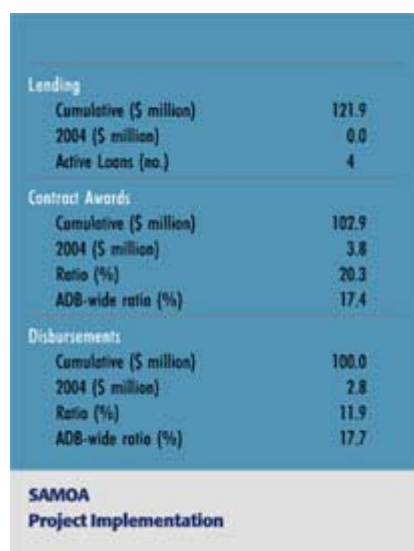 Lending
Cumulative ($ million) 121.9
2004 ($ million) 0.0
Active Loans (no.) 4
Contract Awards
Cumulative ($ million) 102.9
2004 ($ million) 3.8
Ratio (%) 20.3
ADB-wide ratio (%) 17.4
Disbursements
Cumulative ($ million) 100.0
2004 ($ million) 2.8
Ratio (%) 11.9
ADB-wide ratio (%) 17.7
SAMOA
Project Implementation